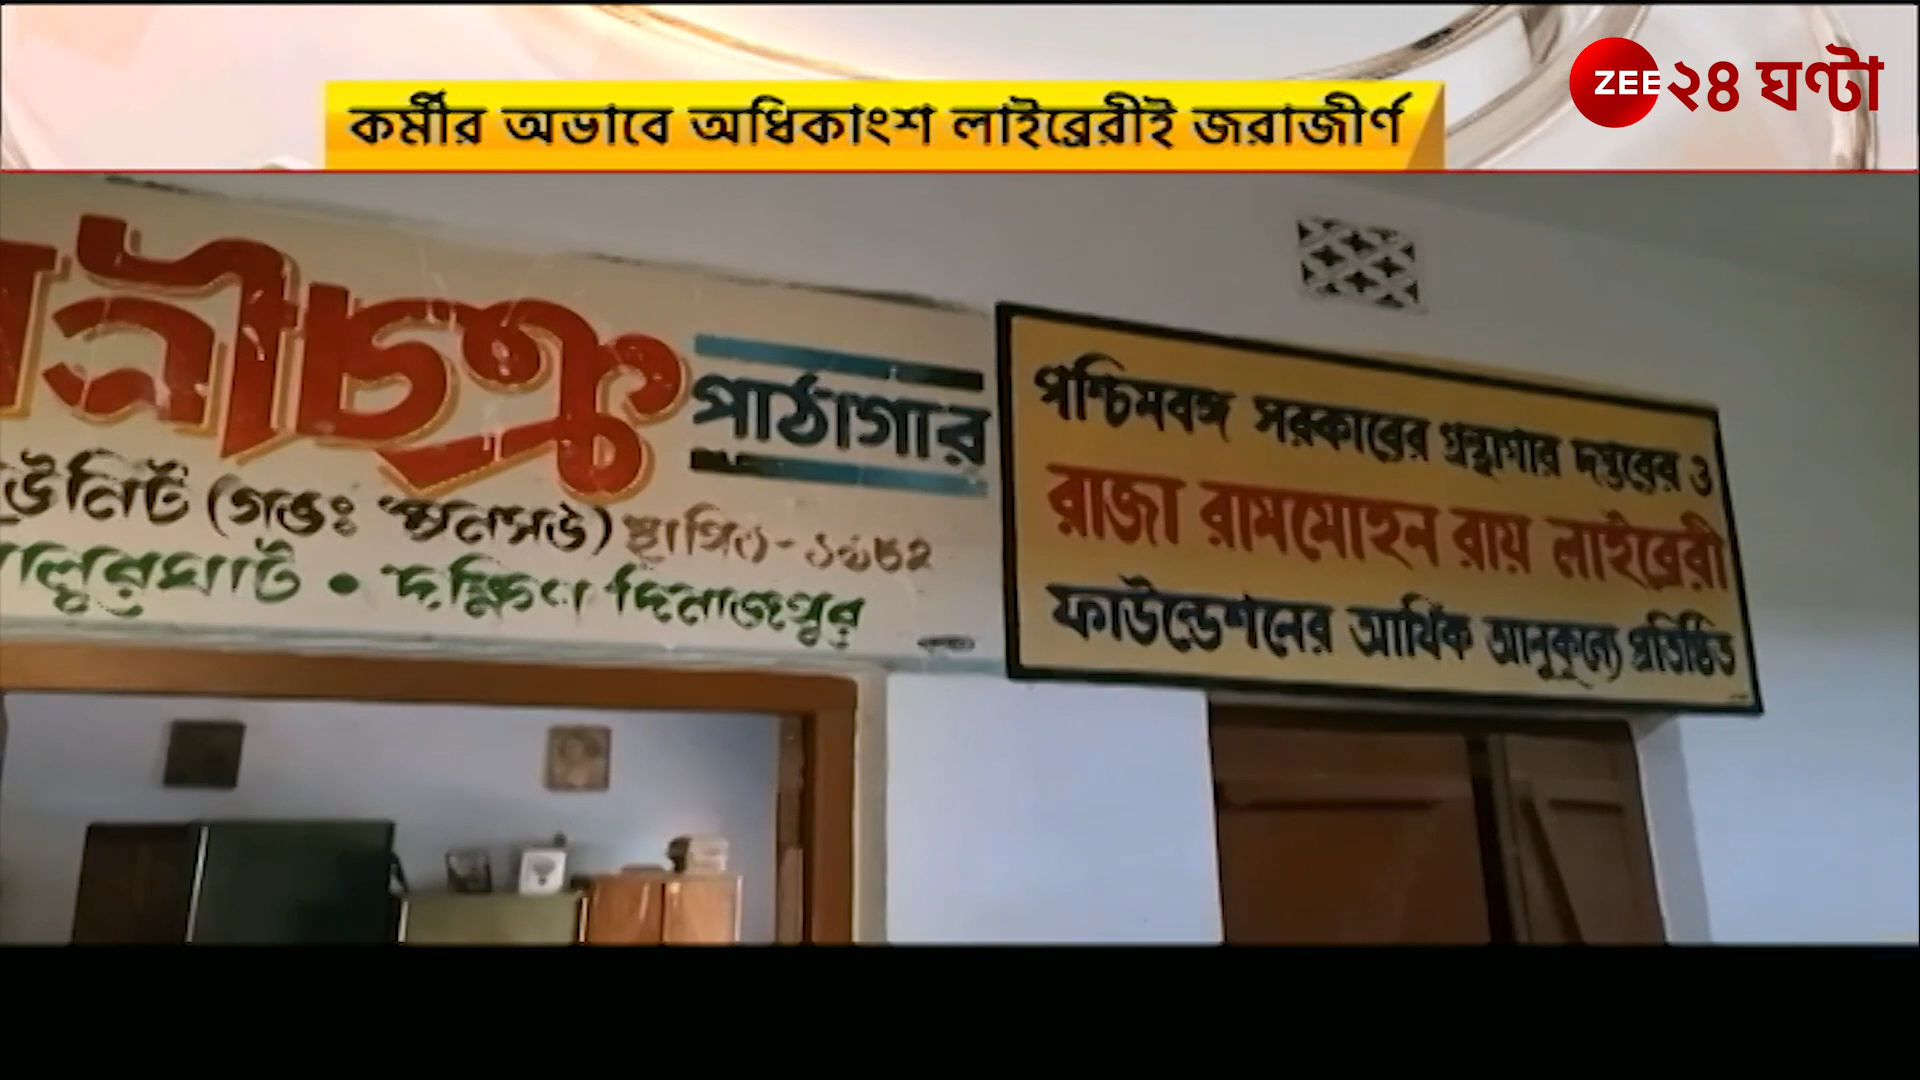 কর্মীর অভাবে অধিকাংশ লাইব্রেরীই জরাজীর্ণ
ZEE ২৪ ঘণ্টা
পাঠাগার
(গভঃ স্পনসর্ড) স্থাপিত-১৯৫২
বালুরঘাট • দক্ষিণ দিনাজপুর
পশ্চিমবঙ্গ সরকারের গ্রন্থাগার দপ্তরের ও
রাজা রামমোহন রায় লাইব্রেরী
ফাউন্ডেশনের আর্থিক আনুকূল্যে প্রতিষ্ঠিত